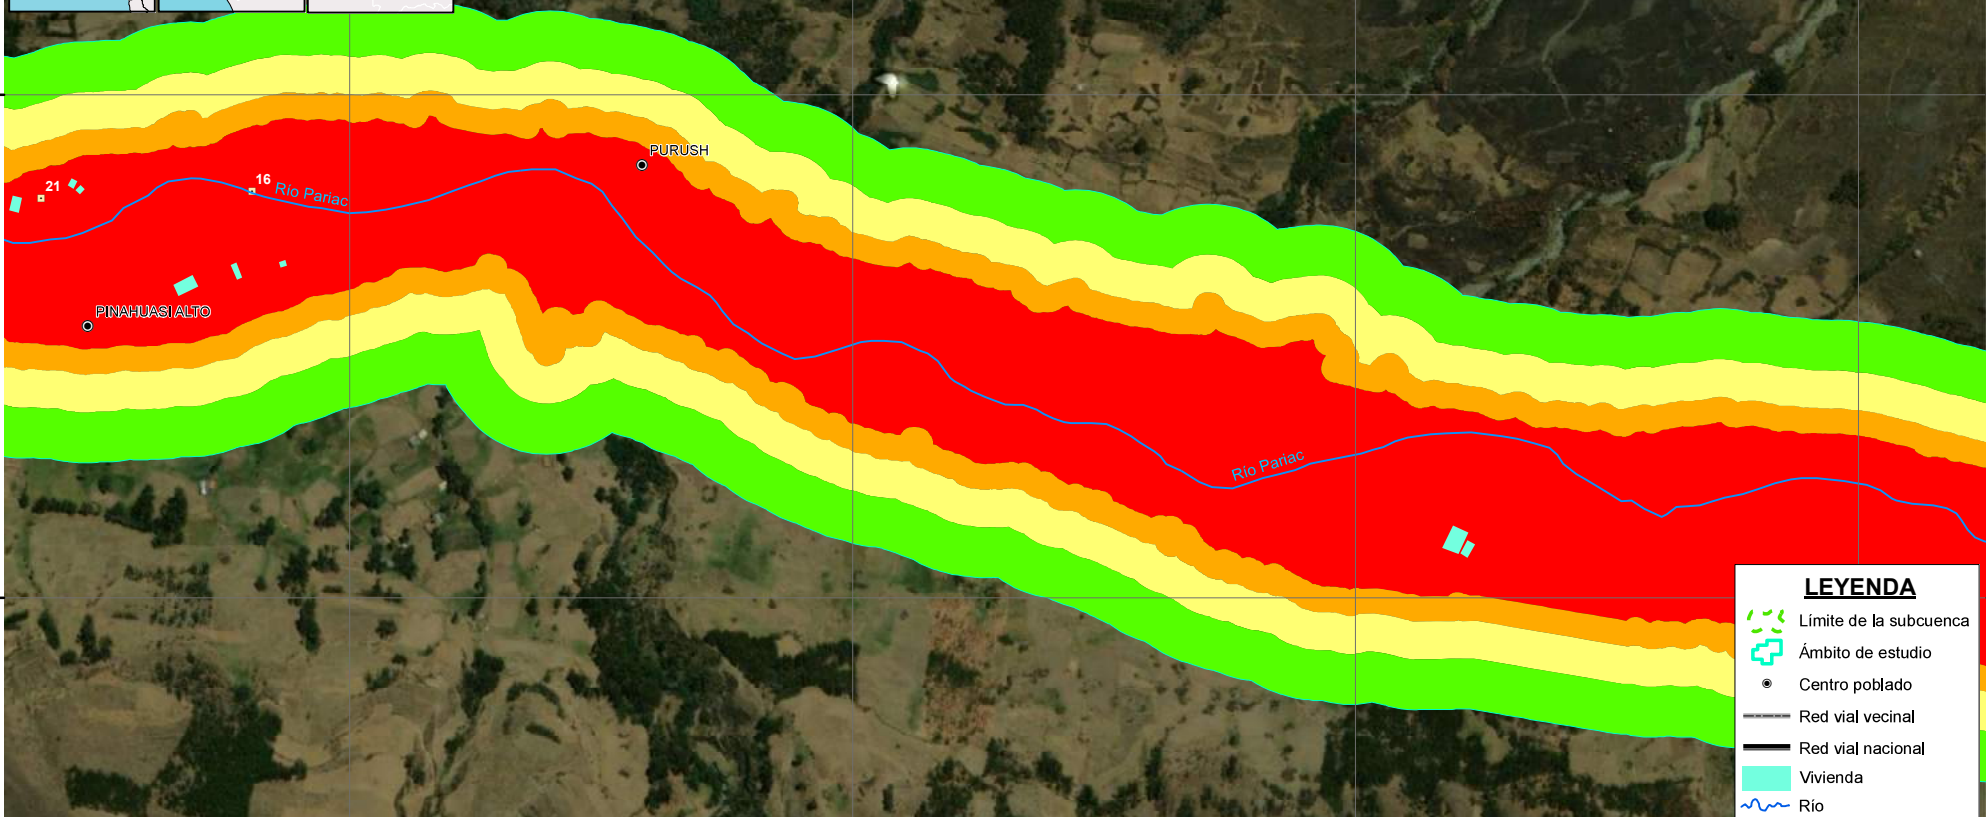 PURUSH
21
16
Río Pariac
PINAHUASI ALTO
Río Pariac
LEYENDA
Límite de la subcuenca
Ámbito de estudio
Centro poblado
Red vial vecinal
Red vial nacional
Vivienda
Río